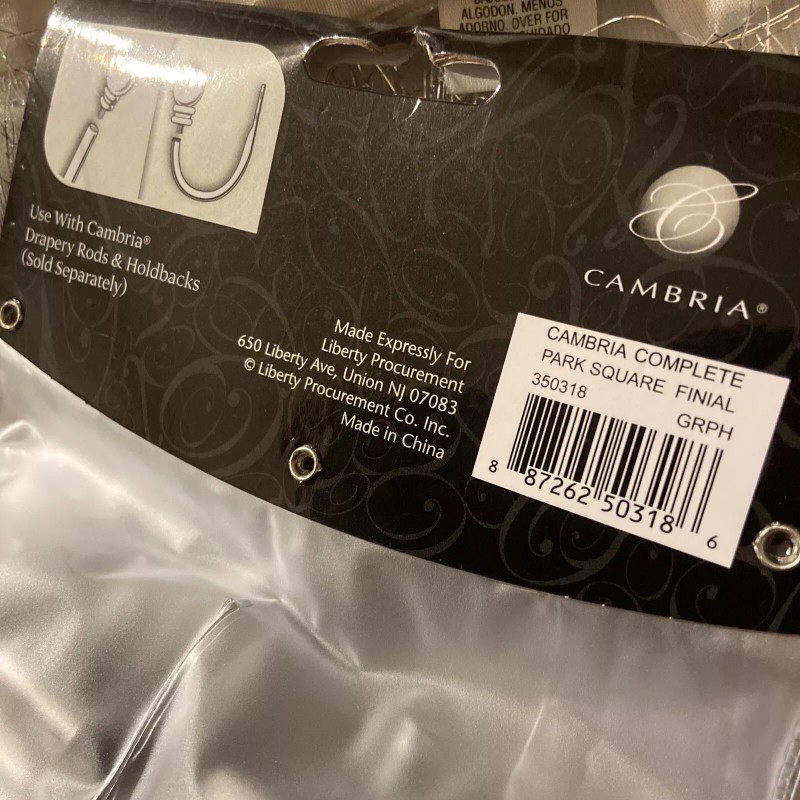 ALGODON. MENOS
ADORNO. OVER FOR
Use With Cambria®
Drapery Rods & Holdbacks
(Sold Separately)
CAMBRIA®
Made Expressly For
Liberty Procurement
650 Liberty Ave, Union NJ 07083
© Liberty Procurement Co. Inc.
Made in China
CAMBRIA COMPLETE
PARK SQUARE FINIAL
350318
GRPH
8 87262 50318 6